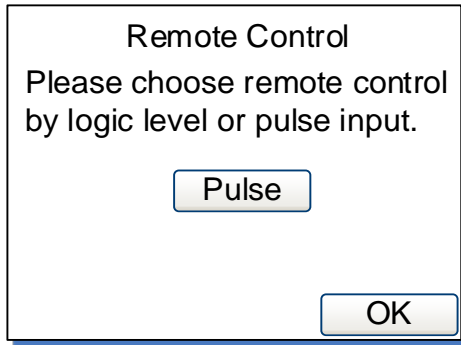 Remote Control
Please choose remote control
by logic level or pulse input.
Pulse
OK